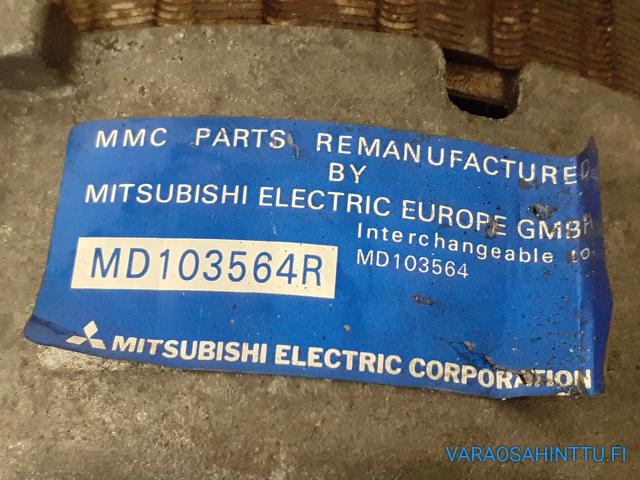 MMC PARTS REMANUFACTURED
BY
MITSUBISHI ELECTRIC EUROPE GMBH
Interchangeable to
MD103564R
MD103564
MITSUBISHI ELECTRIC CORPORATION
VARAOSAHINTTU.FI